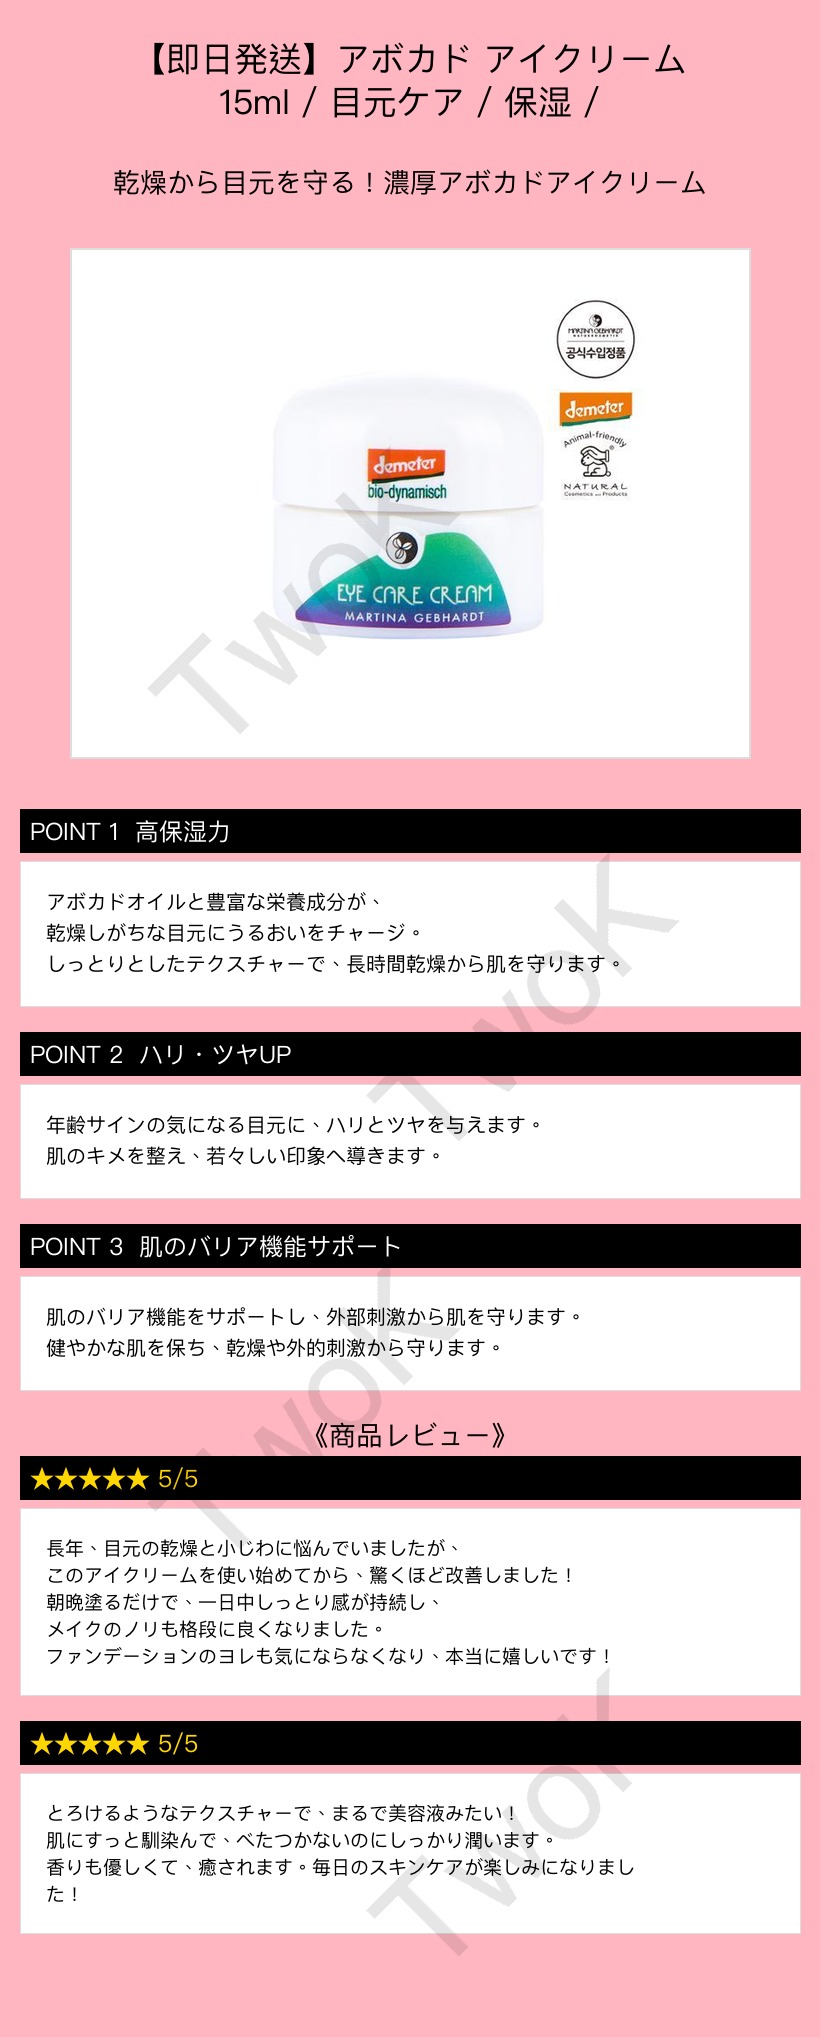 【即日発送】アボカド アイクリーム
15ml / 目元ケア / 保湿 /
乾燥から目元を守る！濃厚アボカドアイクリーム
MARTINA GEBHARDT
NATURKOSMETIK
공식수입정품
demeter
Animal-friendly
NATURAL
Cosmetics and Products
demeter
bio-dynamisch
EYE CARE CREAM
MARTINA GEBHARDT
TwoK
POINT 1 高保湿力
アボカドオイルと豊富な栄養成分が、
乾燥しがちな目元にうるおいをチャージ。
しっとりとしたテクスチャーで、長時間乾燥から肌を守ります。
TwoK
POINT 2 ハリ・ツヤUP
年齢サインの気になる目元に、ハリとツヤを与えます。
肌のキメを整え、若々しい印象へ導きます。
POINT 3 肌のバリア機能サポート
肌のバリア機能をサポートし、外部刺激から肌を守ります。
健やかな肌を保ち、乾燥や外的刺激から守ります。
TwoK
《商品レビュー》
★★★★★ 5/5
長年、目元の乾燥と小じわに悩んでいましたが、
このアイクリームを使い始めてから、驚くほど改善しました！
朝晩塗るだけで、一日中しっとり感が持続し、
メイクのノリも格段に良くなりました。
ファンデーションのヨレも気にならなくなり、本当に嬉しいです！
★★★★★ 5/5
とろけるようなテクスチャーで、まるで美容液みたい！
肌にすっと馴染んで、べたつかないのにしっかり潤います。
香りも優しくて、癒されます。毎日のスキンケアが楽しみになりまし
た！
TwoK